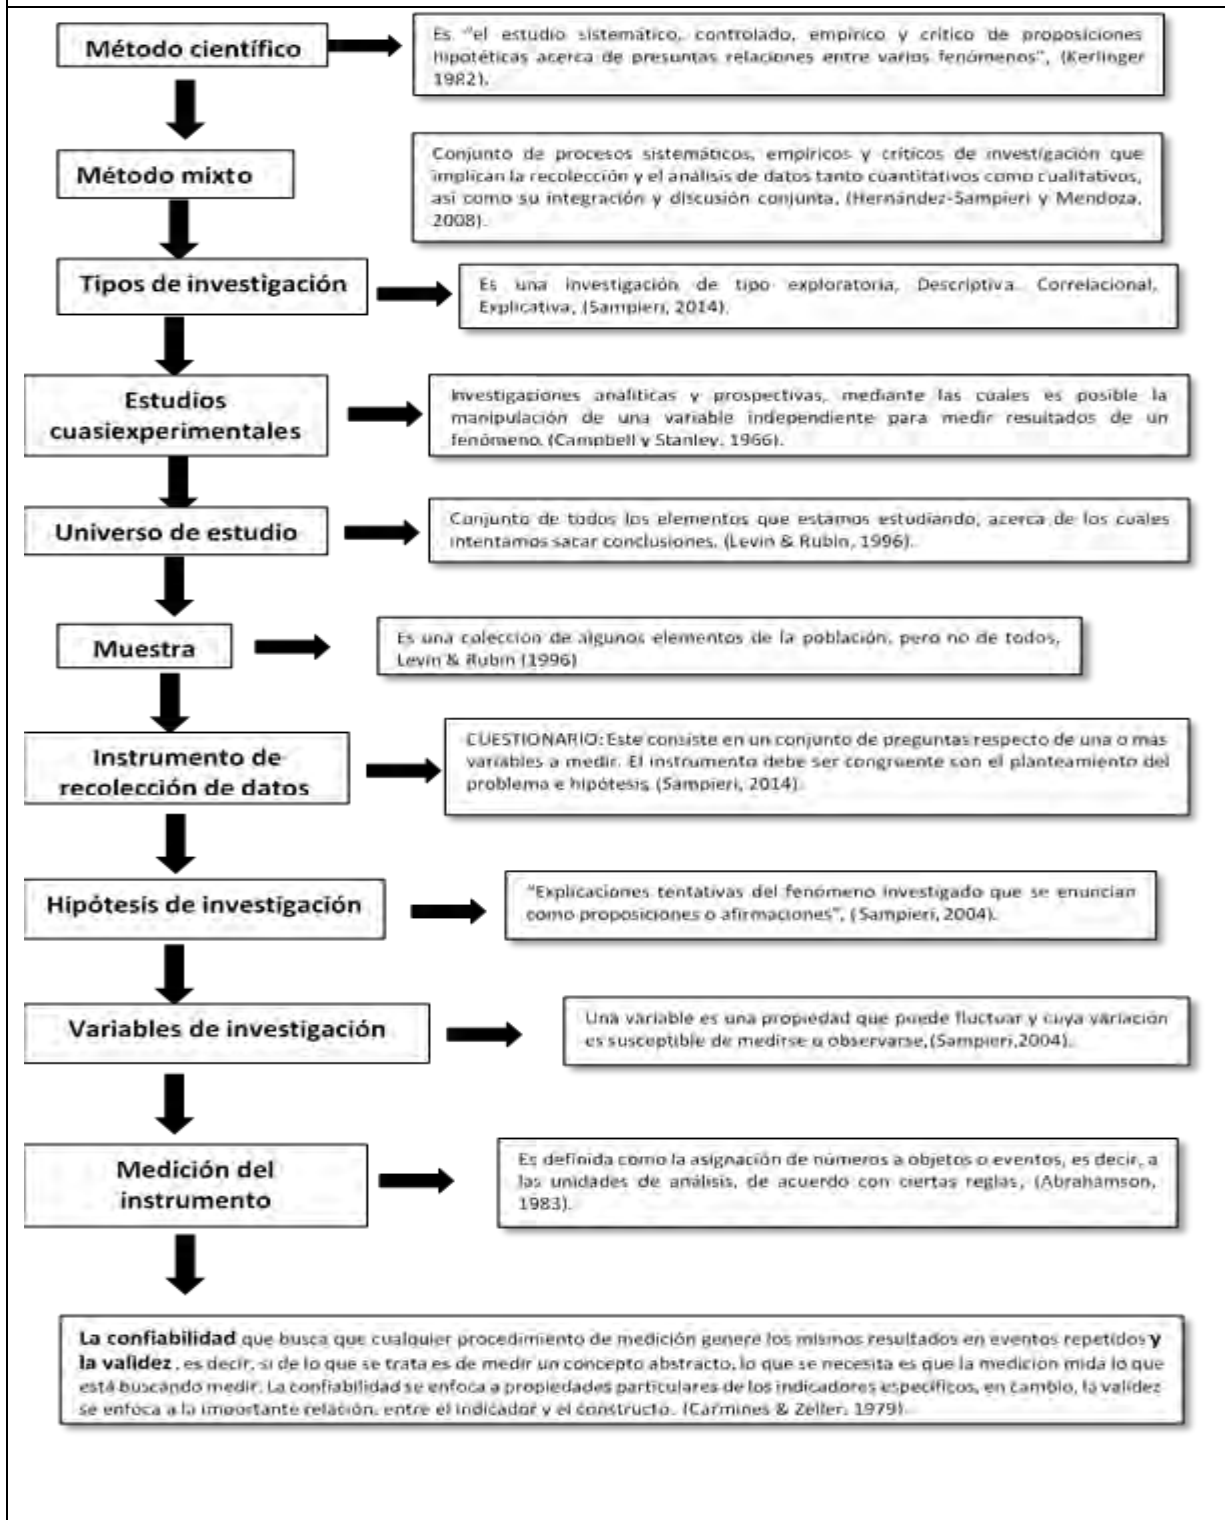 Método científico
Es "el estudio sistemático, controlado, empírico y crítico de proposiciones
hipotéticas acerca de presuntas relaciones entre varios fenómenos", (Kerlinger
1982).
Método mixto
Conjunto de procesos sistemáticos, empíricos y críticos de investigación que
implican la recolección y el análisis de datos tanto cuantitativos como cualitativos,
así como su integración y discusión conjunta, (Hernández-Sampieri y Mendoza,
2008).
Tipos de investigación
Es una investigación de tipo exploratoria, Descriptiva. Correlacional,
Explicativa, (Sampieri, 2014).
Estudios
cuasiexperimentales
Investigaciones analíticas y prospectivas, mediante las cuales es posible la
manipulación de una variable independiente para medir resultados de un
fenómeno. (Campbell y Stanley, 1966).
Universo de estudio
Conjunto de todos los elementos que estamos estudiando, acerca de los cuales
intentamos sacar conclusiones. (Levin & Rubin, 1996).
Muestra
Es una colección de algunos elementos de la población, pero no de todos,
Levin & Rubin (1996)
Instrumento de
recolección de datos
CUESTIONARIO: Este consiste en un conjunto de preguntas respecto de una o más
variables a medir. El instrumento debe ser congruente con el planteamiento del
problema e hipótesis (Sampieri, 2014).
Hipótesis de investigación
"Explicaciones tentativas del fenómeno investigado que se enuncian
como proposiciones o afirmaciones", ( Sampieri, 2004).
Variables de investigación
Una variable es una propiedad que puede fluctuar y cuya variación
es susceptible de medirse u observarse,(Sampieri,2004).
Medición del
instrumento
Es definida como la asignación de números a objetos o eventos, es decir, a
las unidades de análisis, de acuerdo con ciertas reglas, (Abrahamson,
1983).
La confiabilidad que busca que cualquier procedimiento de medición genere los mismos resultados en eventos repetidos y
la validez, es decir, si de lo que se trata es de medir un concepto abstracto, lo que se necesita es que la medición mida lo que
está buscando medir. La confiabilidad se enfoca a propiedades particulares de los indicadores específicos, en cambio, la validez
se enfoca a la importante relación, entre el indicador y el constructo. (Carmines & Zeller, 1979).